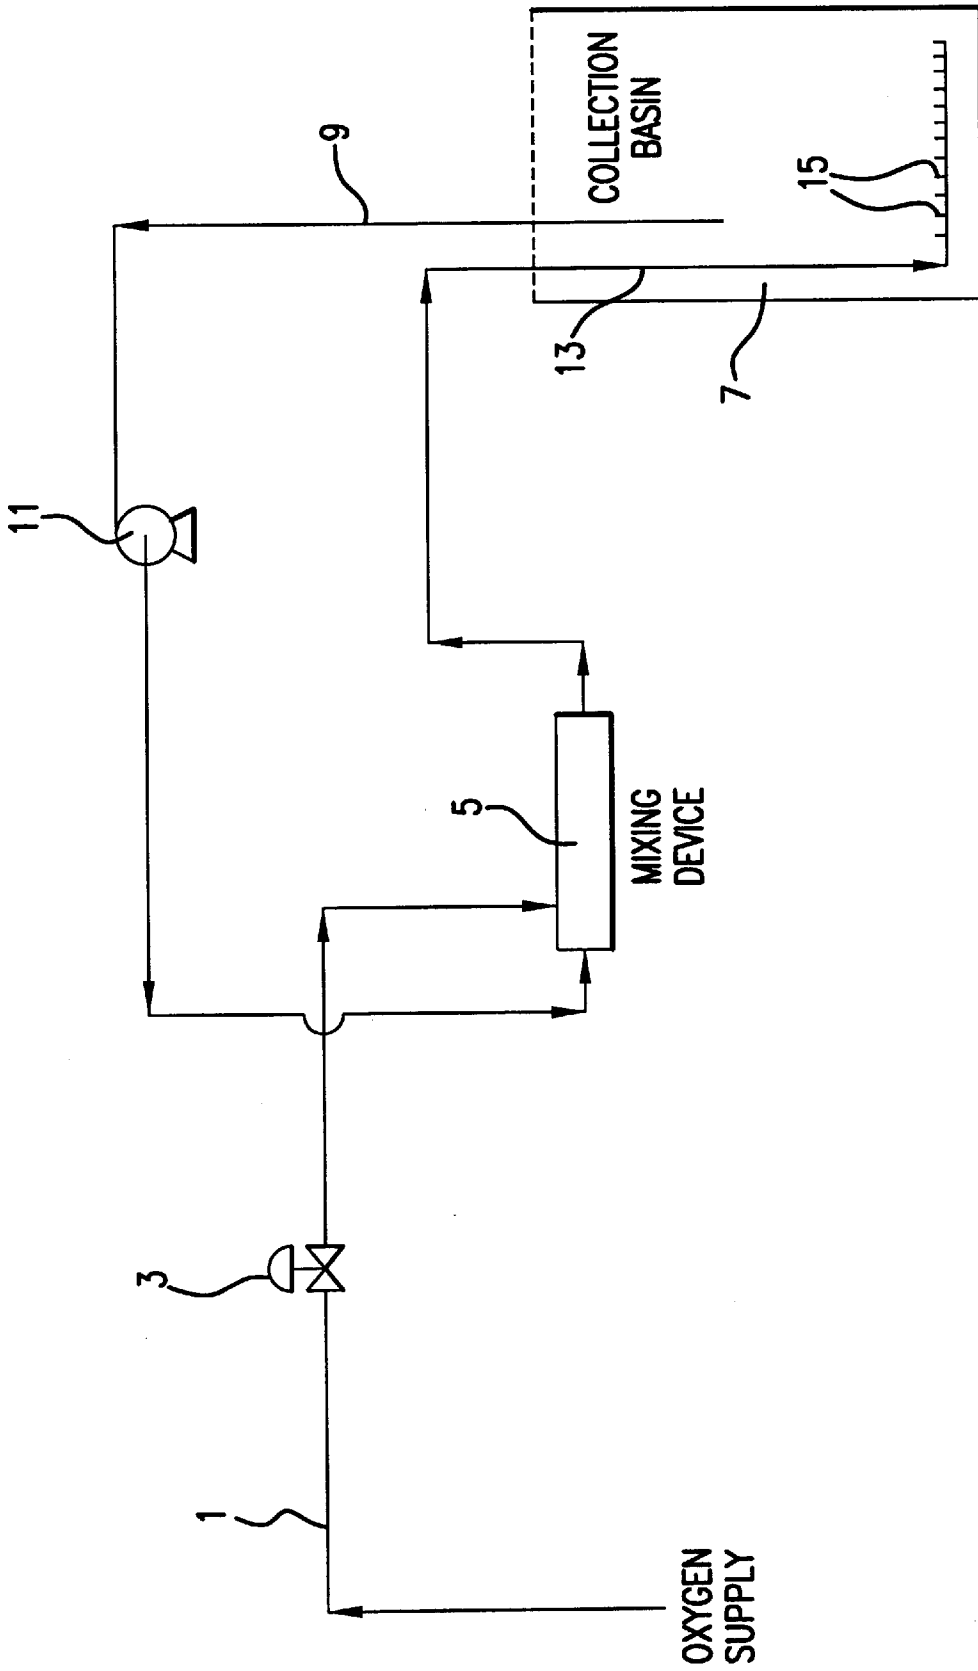 11
9
COLLECTION
BASIN
15
13
7
5
MIXING
DEVICE
3
1
OXYGEN
SUPPLY